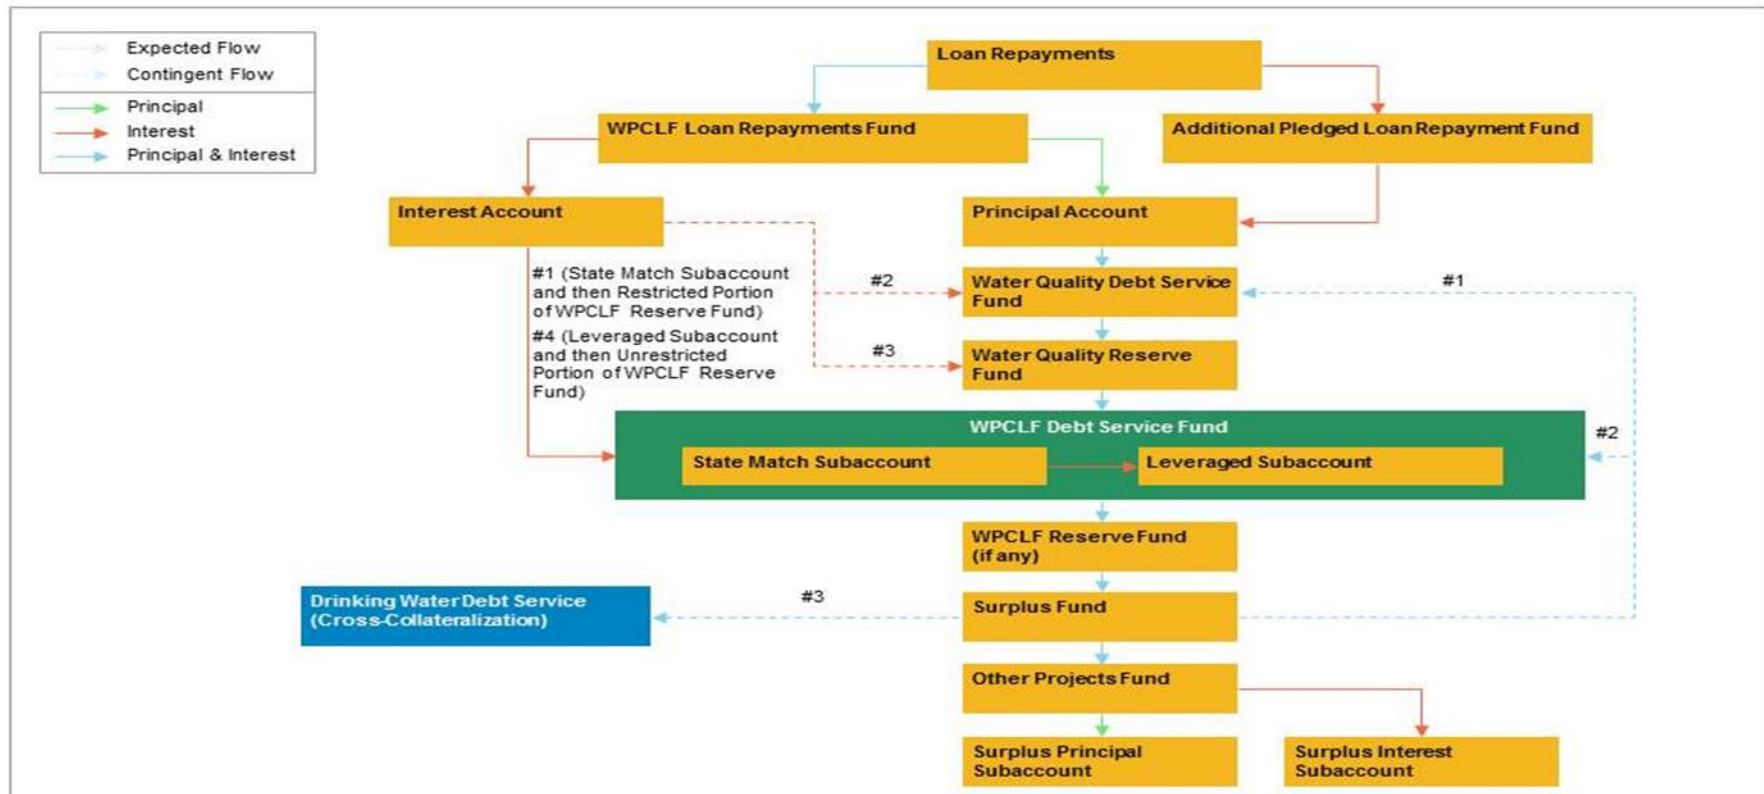 Expected Flow
Contingent Flow
Principal
Interest
Principal & Interest
Loan Repayments
WPCLF Loan Repayments Fund
Additional Pledged Loan Repayment Fund
Interest Account
Principal Account
#1 (State Match Subaccount
and then Restricted Portion
of WPCLF Reserve Fund)
#4 (Leveraged Subaccount
and then Unrestricted
Portion of WPCLF Reserve
Fund)
#2
Water Quality Debt Service
Fund
#1
#3
Water Quality Reserve
Fund
WPCLF Debt Service Fund
State Match Subaccount
Leveraged Subaccount
#2
WPCLF Reserve Fund
(if any)
Drinking Water Debt Service
(Cross-Collateralization)
#3
Surplus Fund
Other Projects Fund
Surplus Principal
Subaccount
Surplus Interest
Subaccount